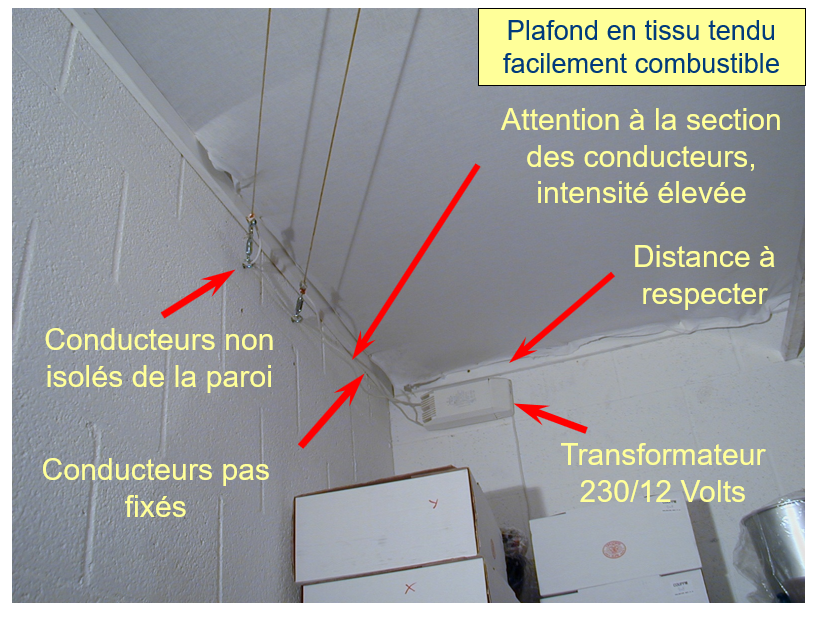 Plafond en tissu tendu
facilement combustible
Attention à la section
des conducteurs,
intensité élevée
Distance à
respecter
Conducteurs non
isolés de la paroi
Conducteurs pas
fixés
Transformateur
230/12 Volts